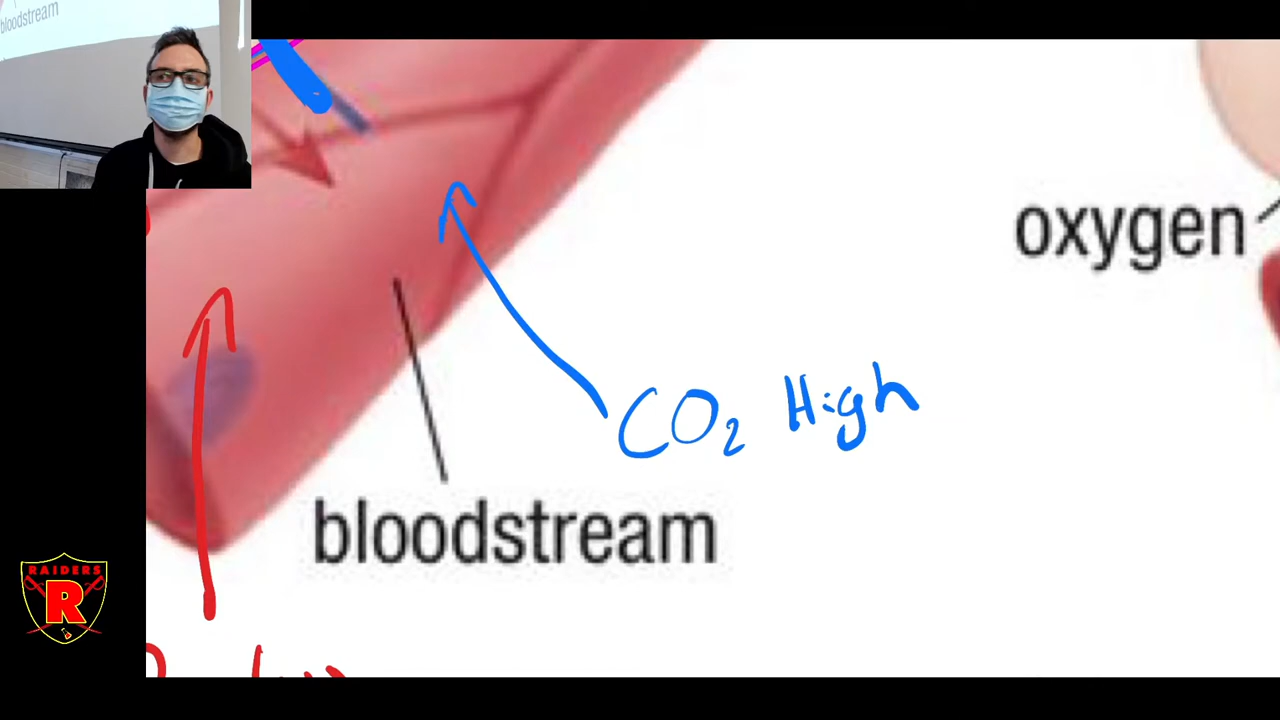 bloodstream
oxygen
CO₂ High
bloodstream
RAIDERS
R